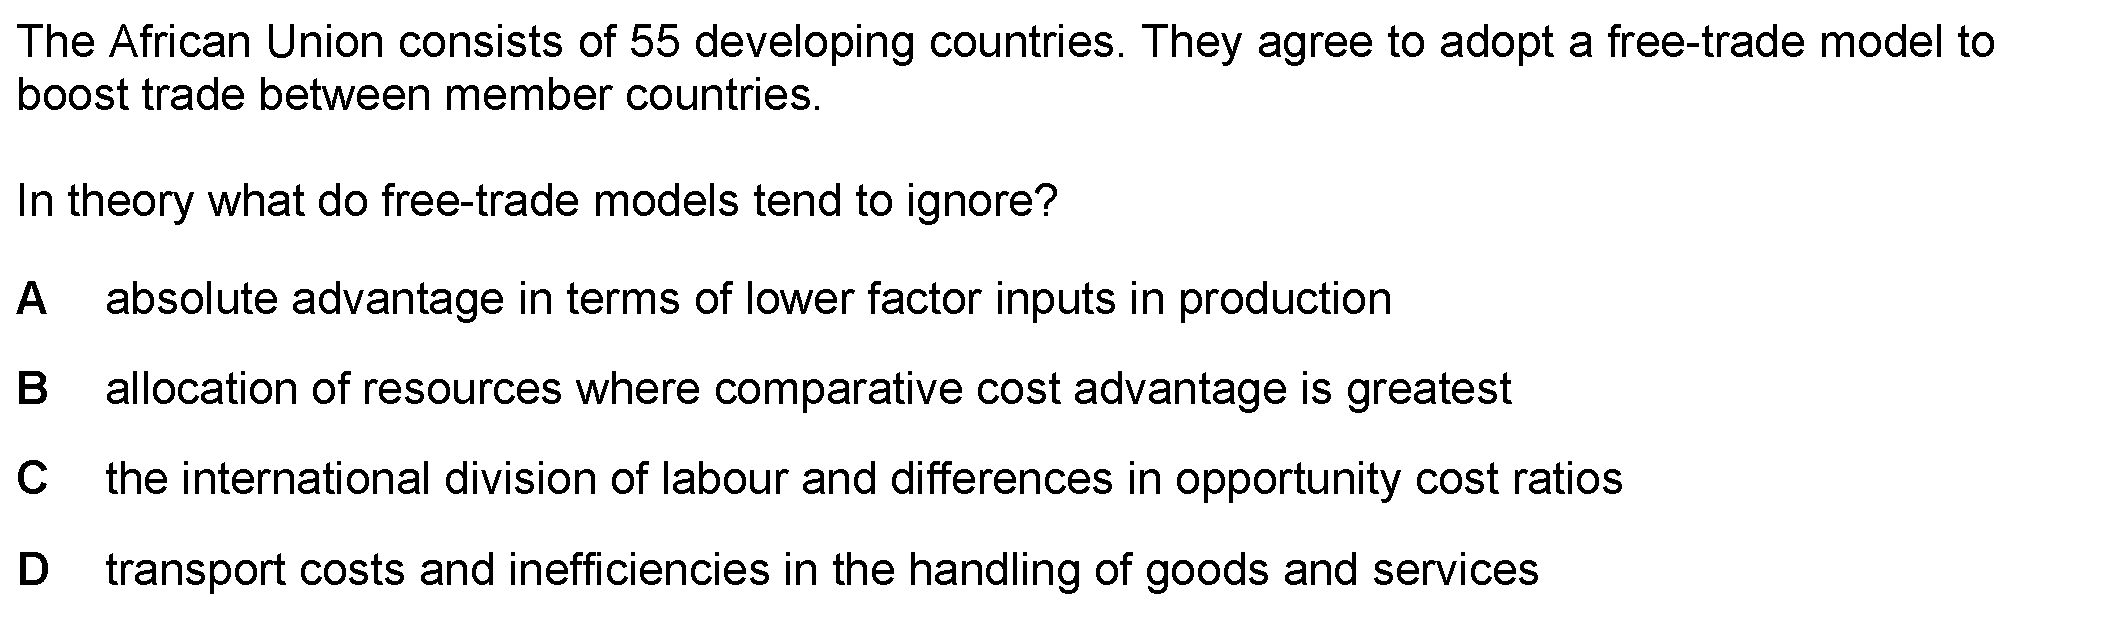 The African Union consists of 55 developing countries. They agree to adopt a free-trade model to
boost trade between member countries.
In theory what do free-trade models tend to ignore?
A absolute advantage in terms of lower factor inputs in production
B allocation of resources where comparative cost advantage is greatest
C the international division of labour and differences in opportunity cost ratios
D transport costs and inefficiencies in the handling of goods and services